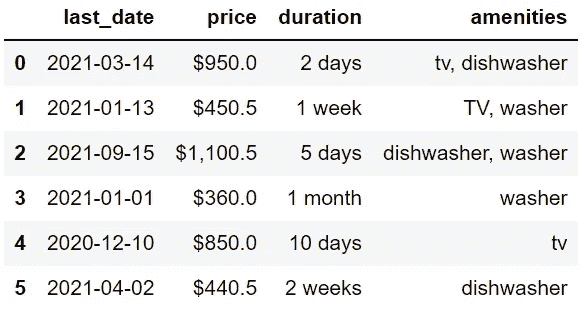 last_date price duration amenities
0 2021-03-14 $950.0 2 days tv, dishwasher
1 2021-01-13 $450.5 1 week TV, washer
2 2021-09-15 $1,100.5 5 days dishwasher, washer
3 2021-01-01 $360.0 1 month washer
4 2020-12-10 $850.0 10 days tv
5 2021-04-02 $440.5 2 weeks dishwasher